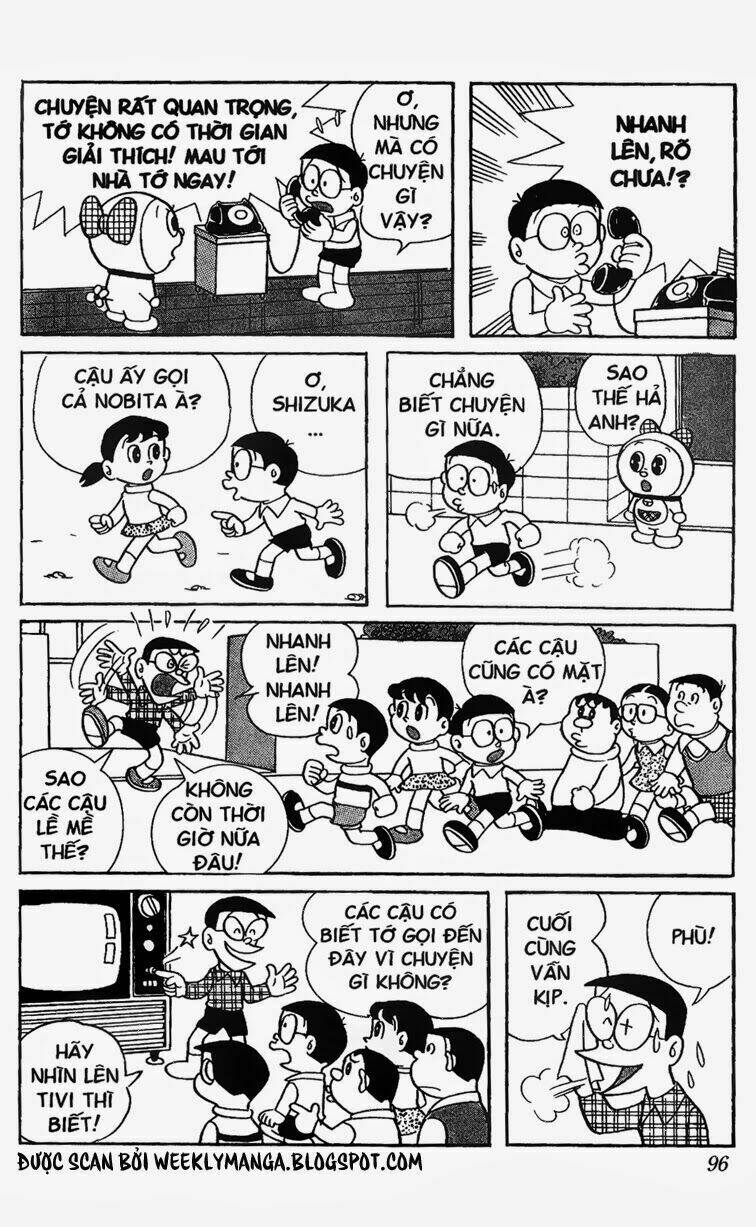 CHUYỆN RẤT QUAN TRỌNG,
TỚ KHÔNG CÓ THỜI GIAN
GIẢI THÍCH! MAU TỚI
NHÀ TỚ NGAY!
Ơ,
NHƯNG
MÀ CÓ
CHUYỆN
GÌ
VẬY?
NHANH
LÊN, RÕ
CHƯA!?
CẬU ẤY GỌI
CẢ NOBITA À?
Ơ,
SHIZUKA
...
CHẲNG
BIẾT CHUYỆN
GÌ NỮA.
SAO
THẾ HẢ
ANH?
NHANH
LÊN!
NHANH
LÊN!
CÁC CẬU
CŨNG CÓ MẶT
À?
SAO
CÁC CẬU
LỀ MỀ
THẾ?
KHÔNG
CÒN THỜI
GIỜ NỮA
ĐÂU!
CÁC CẬU CÓ
BIẾT TỚ GỌI ĐẾN
ĐÂY VÌ CHUYỆN
GÌ KHÔNG?
HÃY
NHÌN LÊN
TIVI THÌ
BIẾT!
CUỐI
CÙNG
VẪN
KỊP.
PHÙ!
ĐƯỢC SCAN BỞI WEEKLYMANGA.BLOGSPOT.COM
96